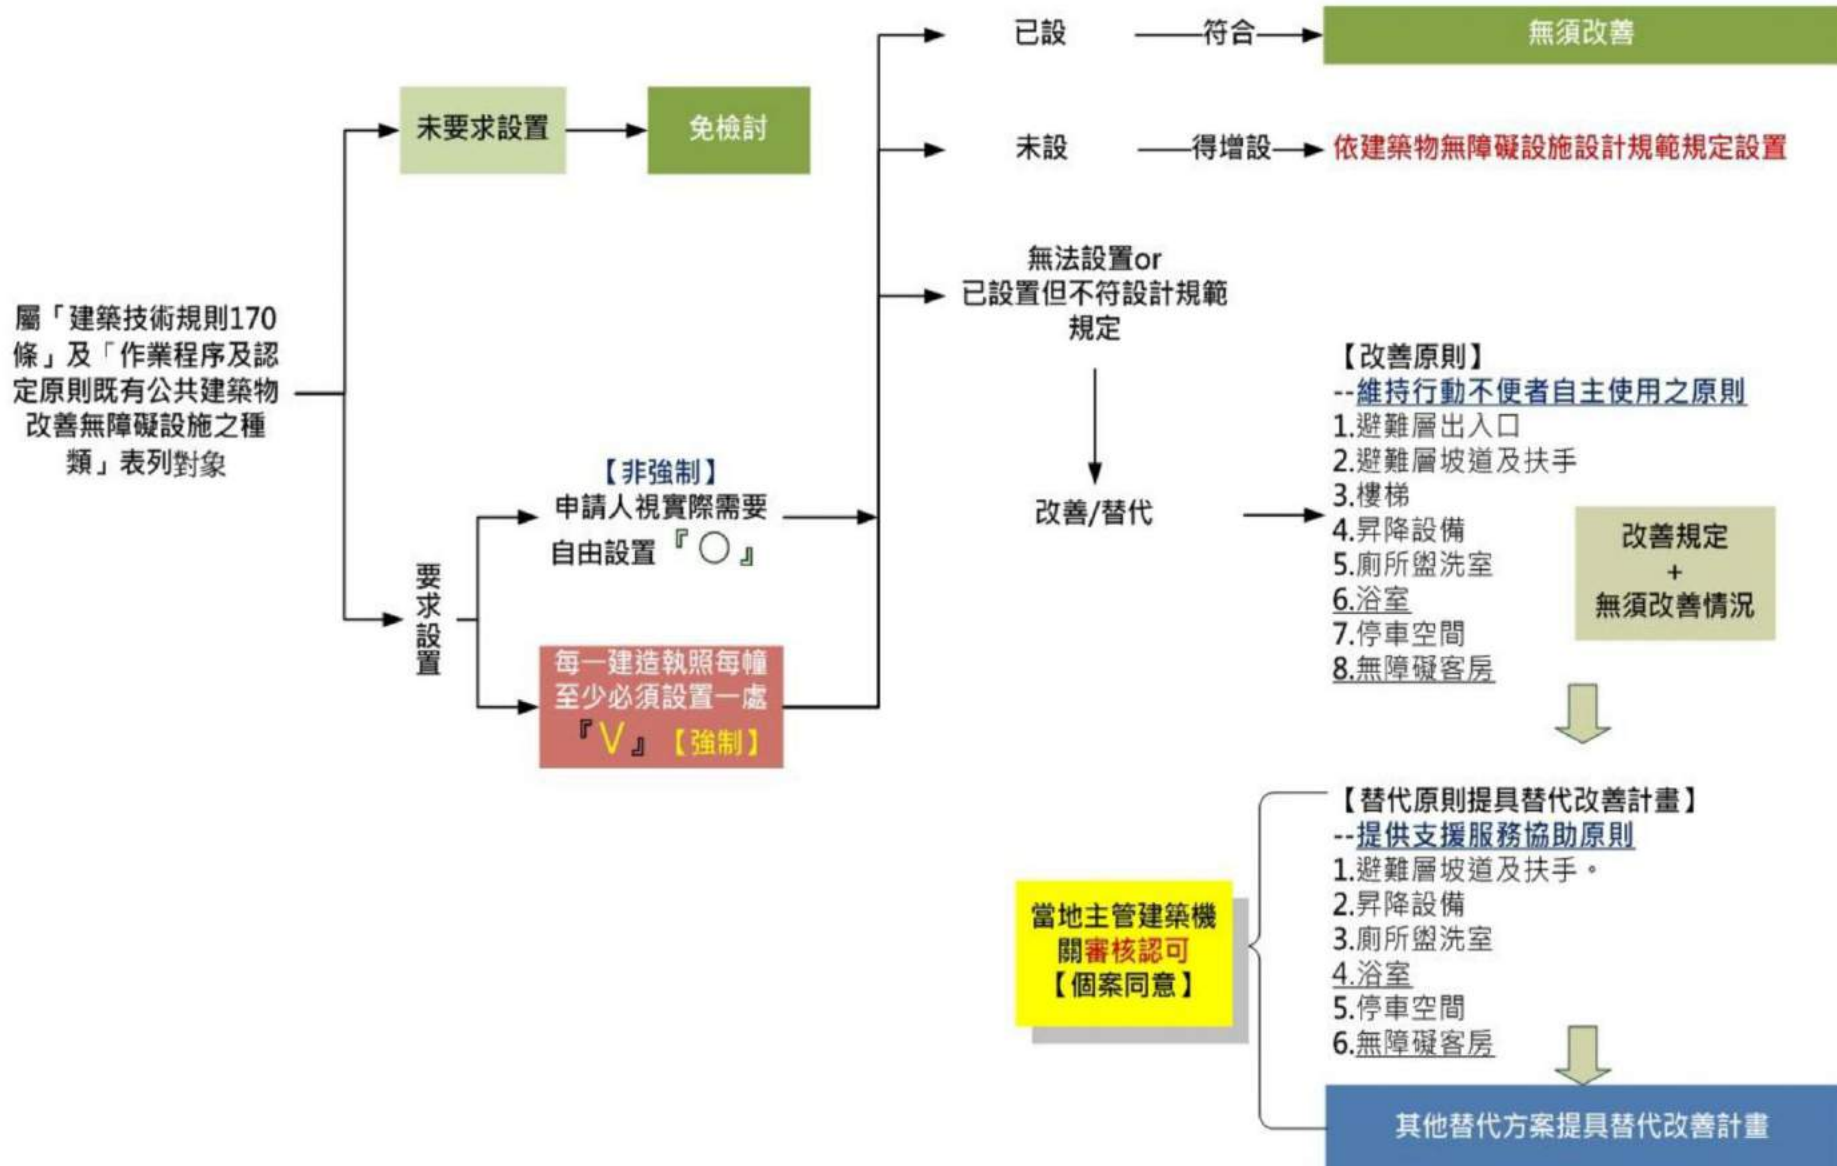 屬「建築技術規則170
條」及「作業程序及認
定原則既有公共建築物
改善無障礙設施之種
類」表列對象
未要求設置
免檢討
要求設置
【非強制】
申請人視實際需要
自由設置『○』
每一建造執照每幢
至少必須設置一處
『V』【強制】
已設
符合
無須改善
未設
得增設
依建築物無障礙設施設計規範規定設置
無法設置or
已設置但不符設計規範
規定
改善/替代
【改善原則】
--維持行動不便者自主使用之原則
1.避難層出入口
2.避難層坡道及扶手
3.樓梯
4.昇降設備
5.廁所盥洗室
6.浴室
7.停車空間
8.無障礙客房
改善規定
+
無須改善情況
【替代原則提具替代改善計畫】
--提供支援服務協助原則
1.避難層坡道及扶手。
2.昇降設備
3.廁所盥洗室
4.浴室
5.停車空間
6.無障礙客房
當地主管建築機
關審核認可
【個案同意】
其他替代方案提具替代改善計畫